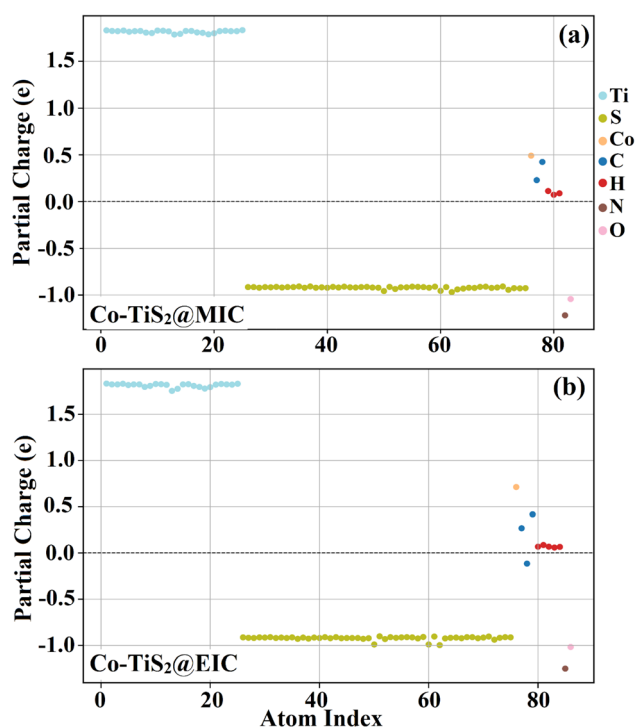 (a)
Partial Charge (e)
1.5
1.0
0.5
0.0
-0.5
-1.0
Co-TiS₂@MIC
0
20
40
60
80
Ti
S
Co
C
H
N
O
(b)
Partial Charge (e)
1.5
1.0
0.5
0.0
-0.5
-1.0
Co-TiS₂@EIC
0
20
40
60
80
Atom Index